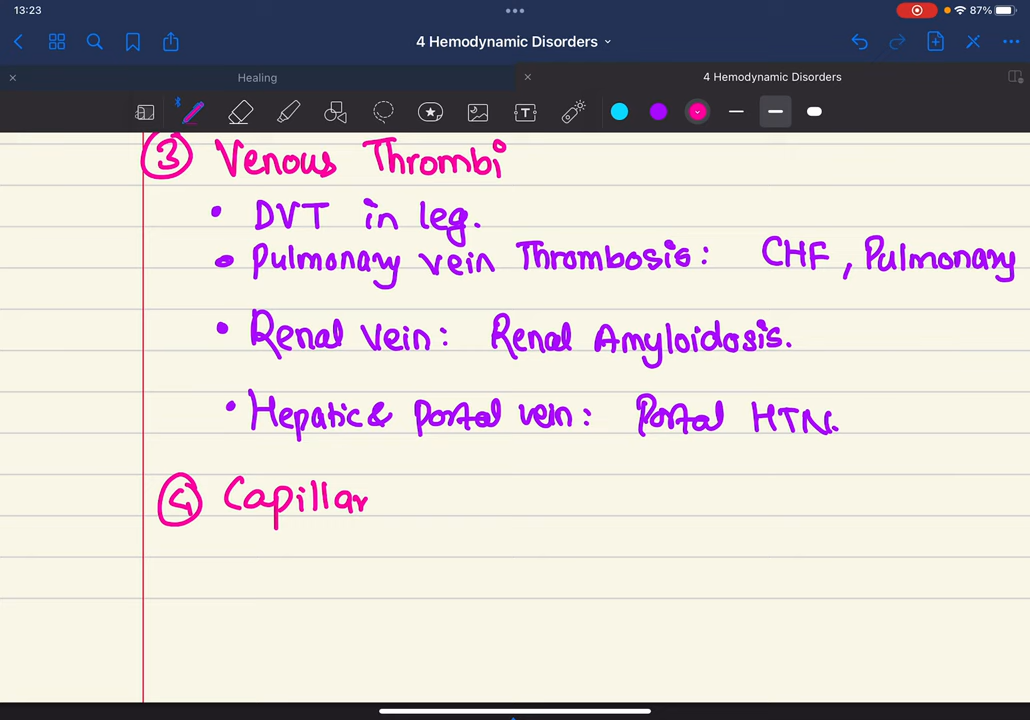 13:23
87%
4 Hemodynamic Disorders
Healing
4 Hemodynamic Disorders
③ Venous Thrombi
• DVT in leg.
• Pulmonary vein Thrombosis: CHF, Pulmonary
• Renal vein: Renal Amyloidosis.
• Hepatic & portal vein: Portal HTN.
④ Capillar